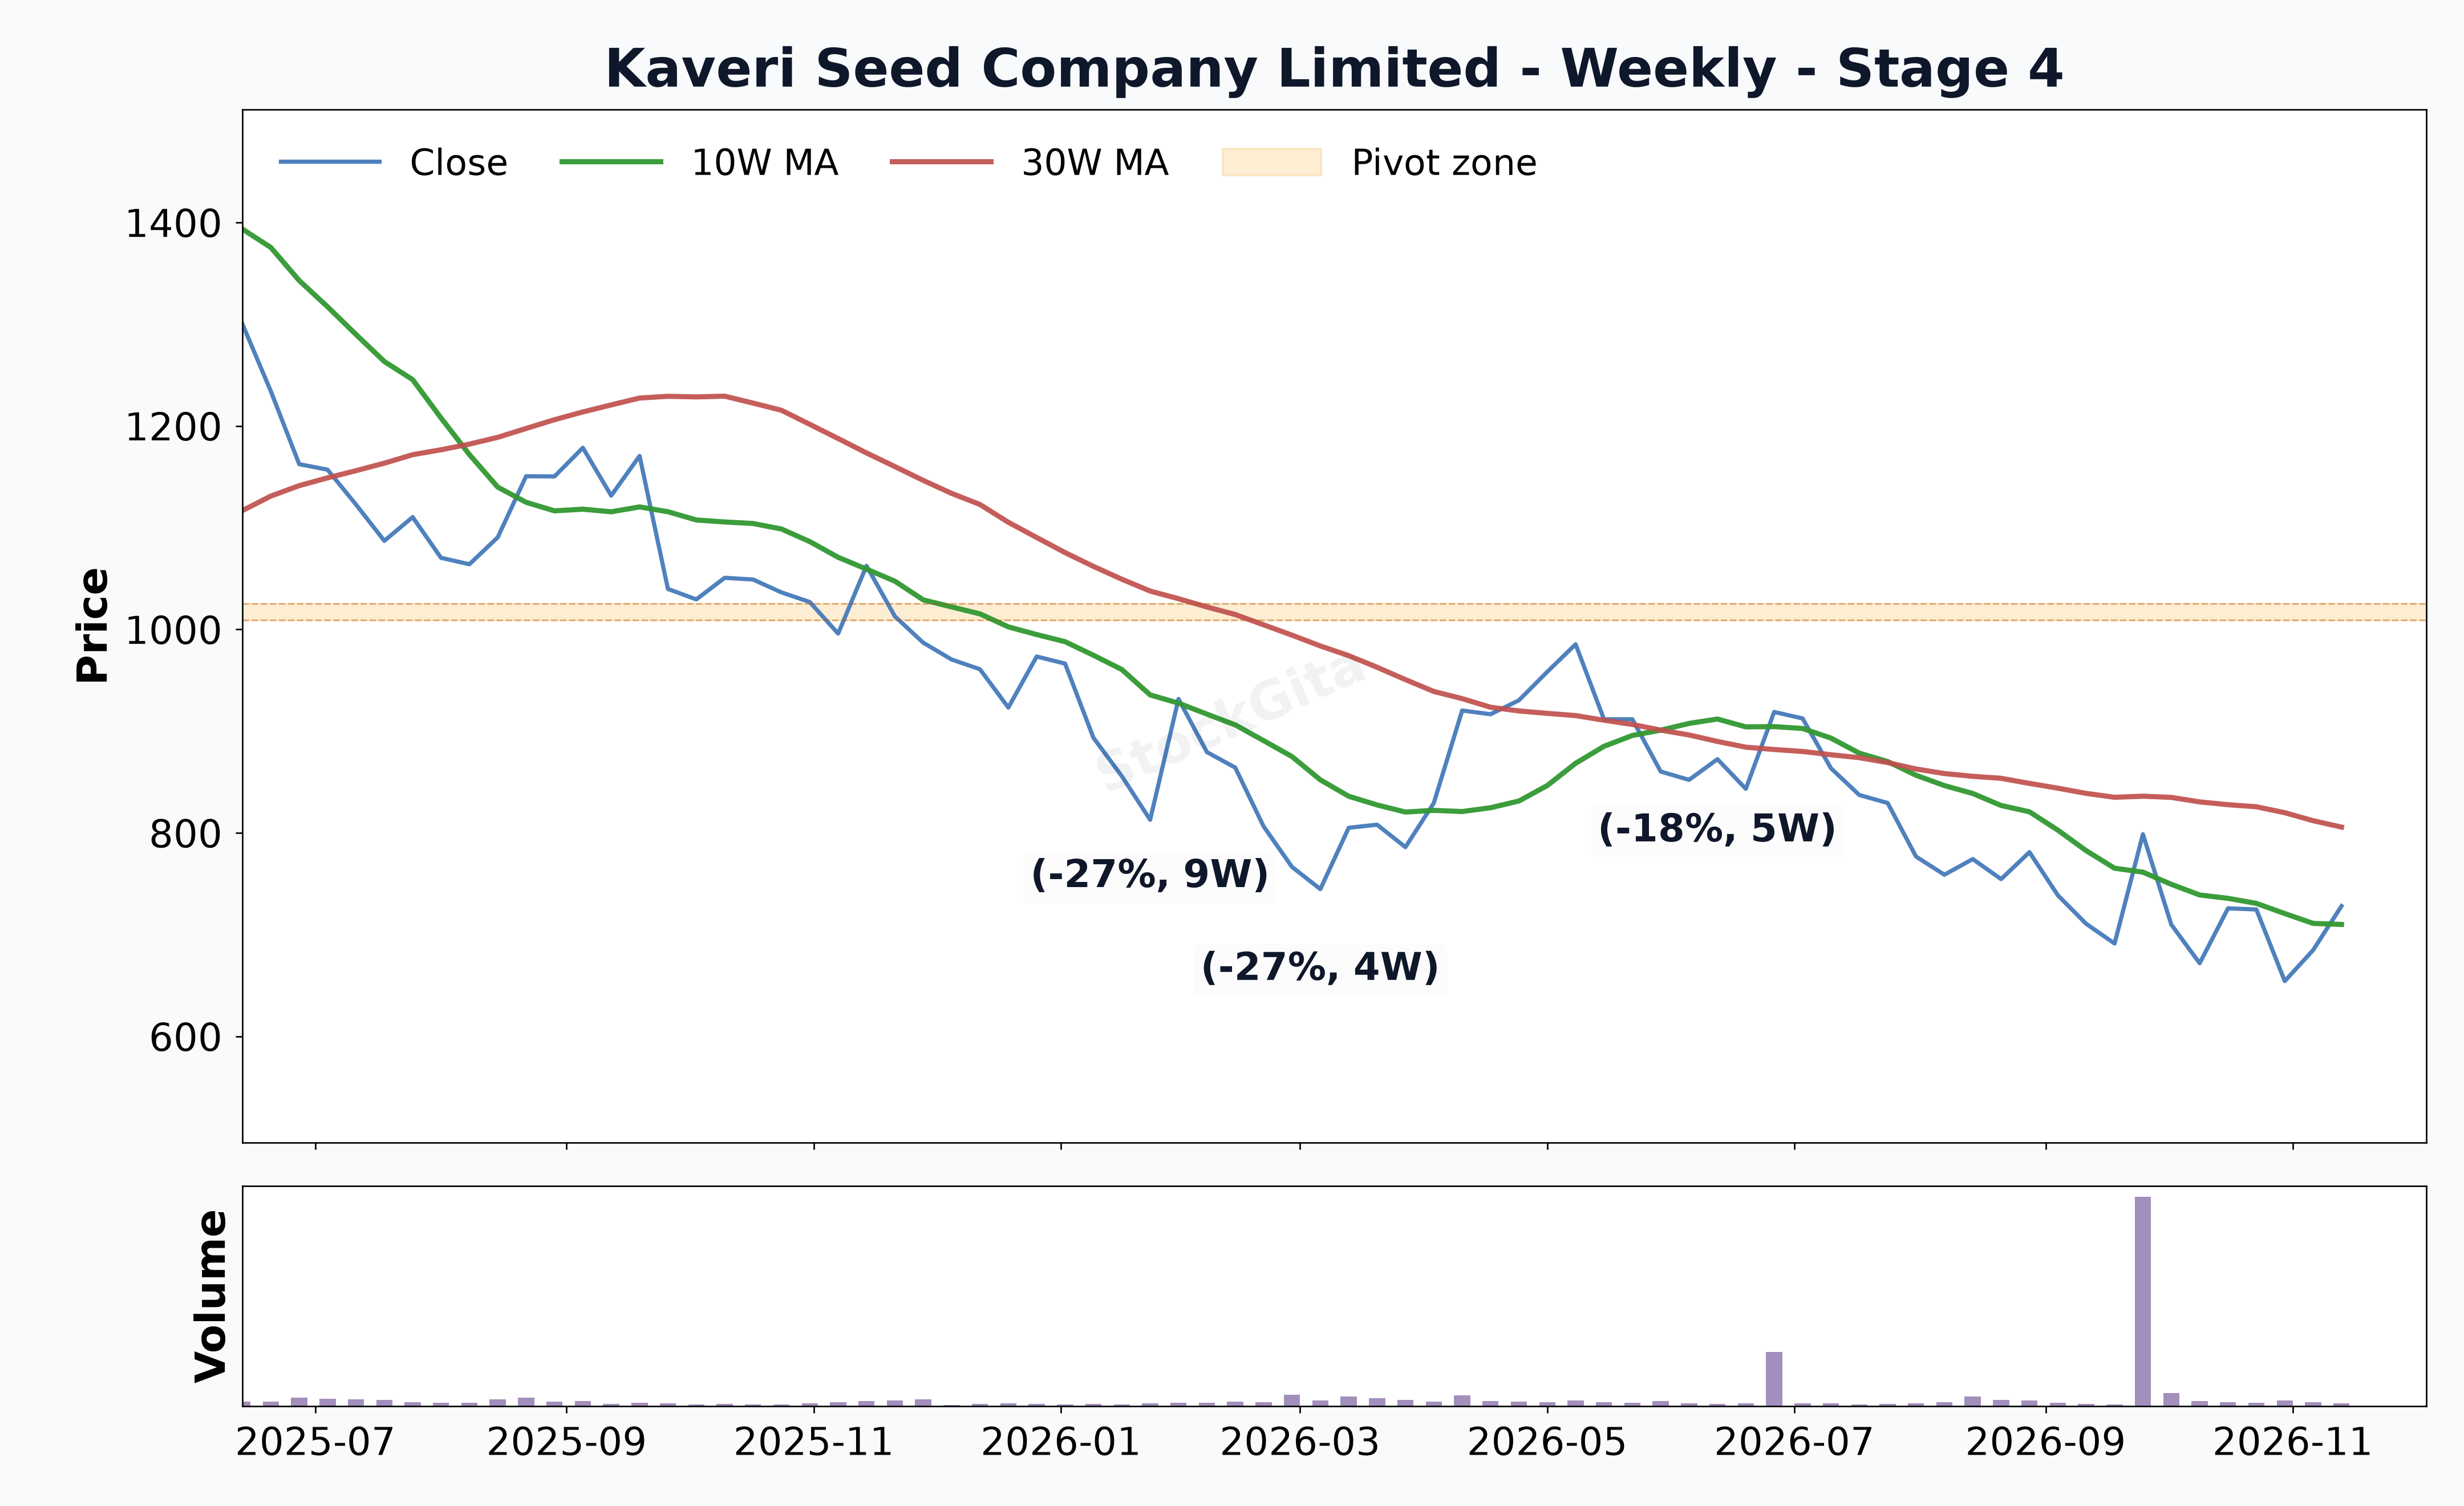 Kaveri Seed Company Limited - Weekly - Stage 4
Close
10W MA
30W MA
Pivot zone
Price
1400
1200
1000
800
600
StockGita
(-27%, 9W)
(-27%, 4W)
(-18%, 5W)
Volume
2025-07
2025-09
2025-11
2026-01
2026-03
2026-05
2026-07
2026-09
2026-11